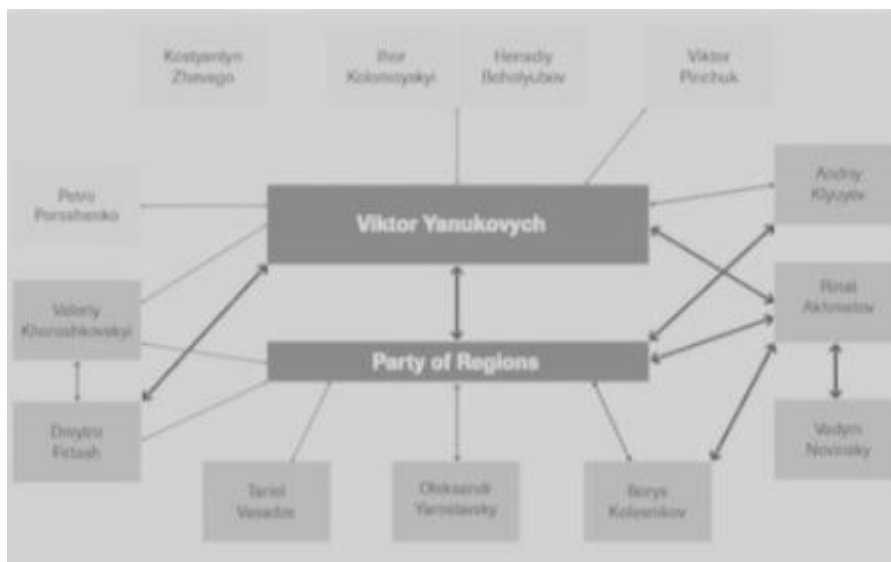 Kostyantyn
Zhevago
Ihor
Kolomoyskyi
Henadiy
Boholyubov
Viktor
Pinchuk
Andriy
Klyuyev
Petro
Poroshenko
Viktor Yanukovych
Valeriy
Khoroshkovskyi
Rinat
Akhmetov
Party of Regions
Dmytro
Firtash
Vadym
Novinsky
Tariel
Vasadze
Oleksandr
Yaroslavsky
Borys
Kolesnikov